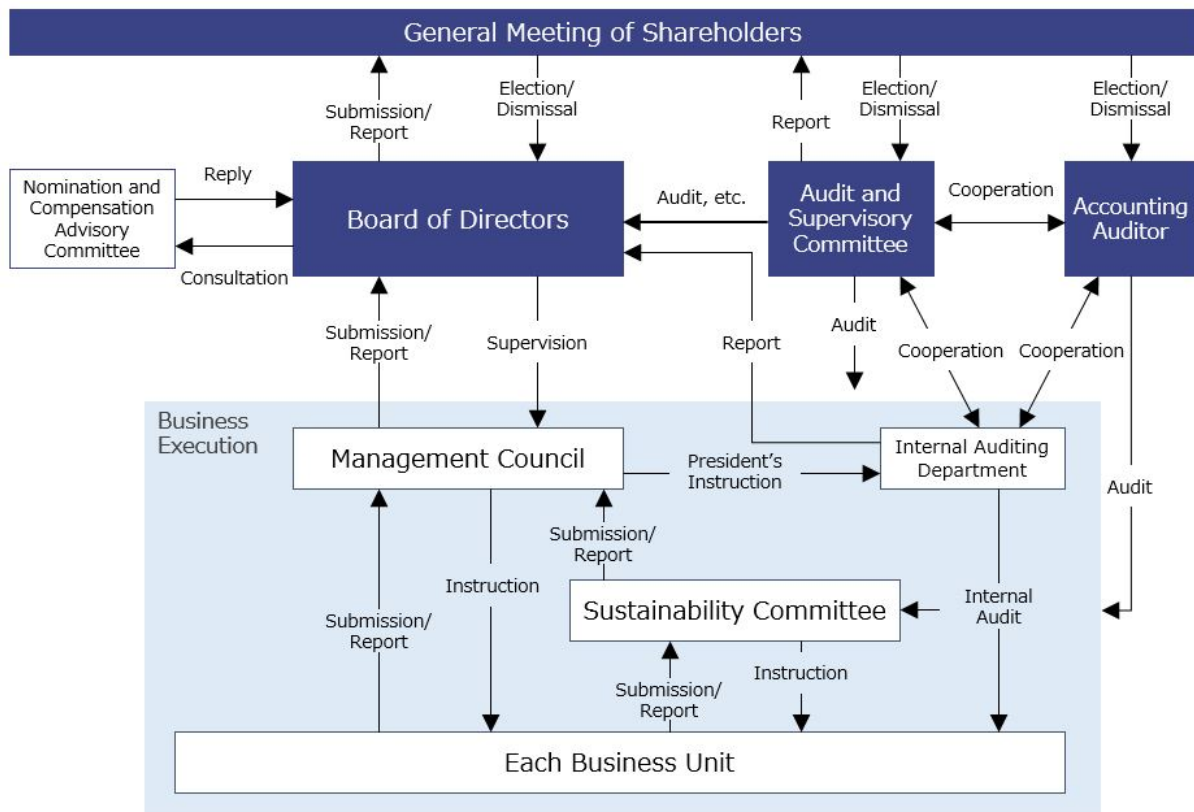 General Meeting of Shareholders
Submission/
Report
Election/
Dismissal
Report
Election/
Dismissal
Election/
Dismissal
Nomination and
Compensation
Advisory
Committee
Reply
Consultation
Board of Directors
Audit, etc.
Audit and
Supervisory
Committee
Cooperation
Accounting
Auditor
Submission/
Report
Supervision
Report
Audit
Cooperation
Cooperation
Business
Execution
Management Council
President's
Instruction
Internal Auditing
Department
Audit
Submission/
Report
Instruction
Submission/
Report
Sustainability Committee
Internal
Audit
Submission/
Report
Instruction
Each Business Unit